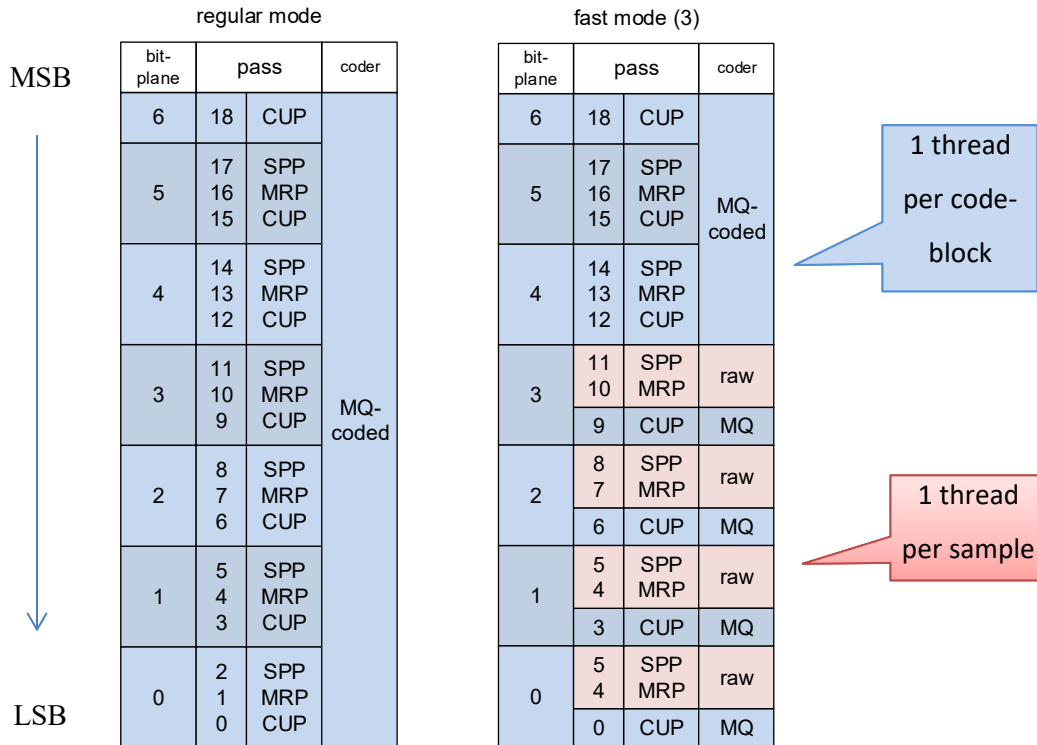 regular mode
fast mode (3)
MSB
LSB
bit-
plane
pass
coder
6 18 CUP
5
17 SPP
16 MRP
15 CUP
4
14 SPP
13 MRP
12 CUP
3
11 SPP
10 MRP
9 CUP
2
8 SPP
7 MRP
6 CUP
1
5 SPP
4 MRP
3 CUP
0
2 SPP
1 MRP
0 CUP
MQ-
coded
bit-
plane
pass
coder
6 18 CUP
5
17 SPP
16 MRP
15 CUP
4
14 SPP
13 MRP
12 CUP
MQ-
coded
3
11 SPP
10 MRP
raw
9 CUP MQ
2
8 SPP
7 MRP
raw
6 CUP MQ
1
5 SPP
4 MRP
raw
3 CUP MQ
0
5 SPP
4 MRP
raw
0 CUP MQ
1 thread
per code-
block
1 thread
per sample